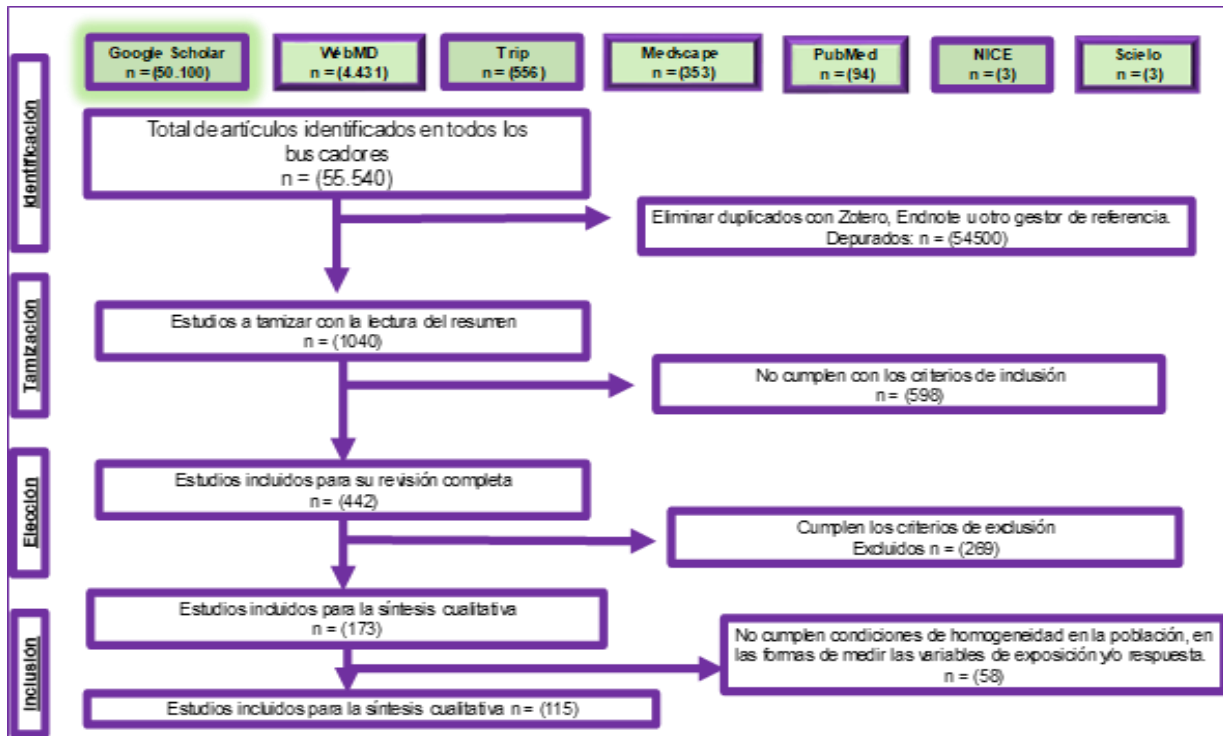 Google Scholar
n =(50.100)
WebMD
n = (4.431)
Trip
n = (556)
Medscape
n = (353)
PubMed
n = (94)
NICE
n = (3)
Scielo
n = (3)
Identificación
Total de artículos identificados en todos los
buscadores
n = (55.540)
Eliminar duplicados con Zotero, Endnote u otro gestor de referencia.
Depurados: n = (54500)
Tamización
Estudios a tamizar con la lectura del resumen
n = (1040)
No cumplen con los criterios de inclusión
n = (598)
Elección
Estudios incluidos para su revisión completa
n = (442)
Cumplen los criterios de exclusión
Excluidos n = (269)
Inclusión
Estudios incluidos para la síntesis cualitativa
n = (173)
No cumplen condiciones de homogeneidad en la población, en
las formas de medir las variables de exposición y/o respuesta.
n = (58)
Estudios incluidos para la síntesis cualitativa n = (115)